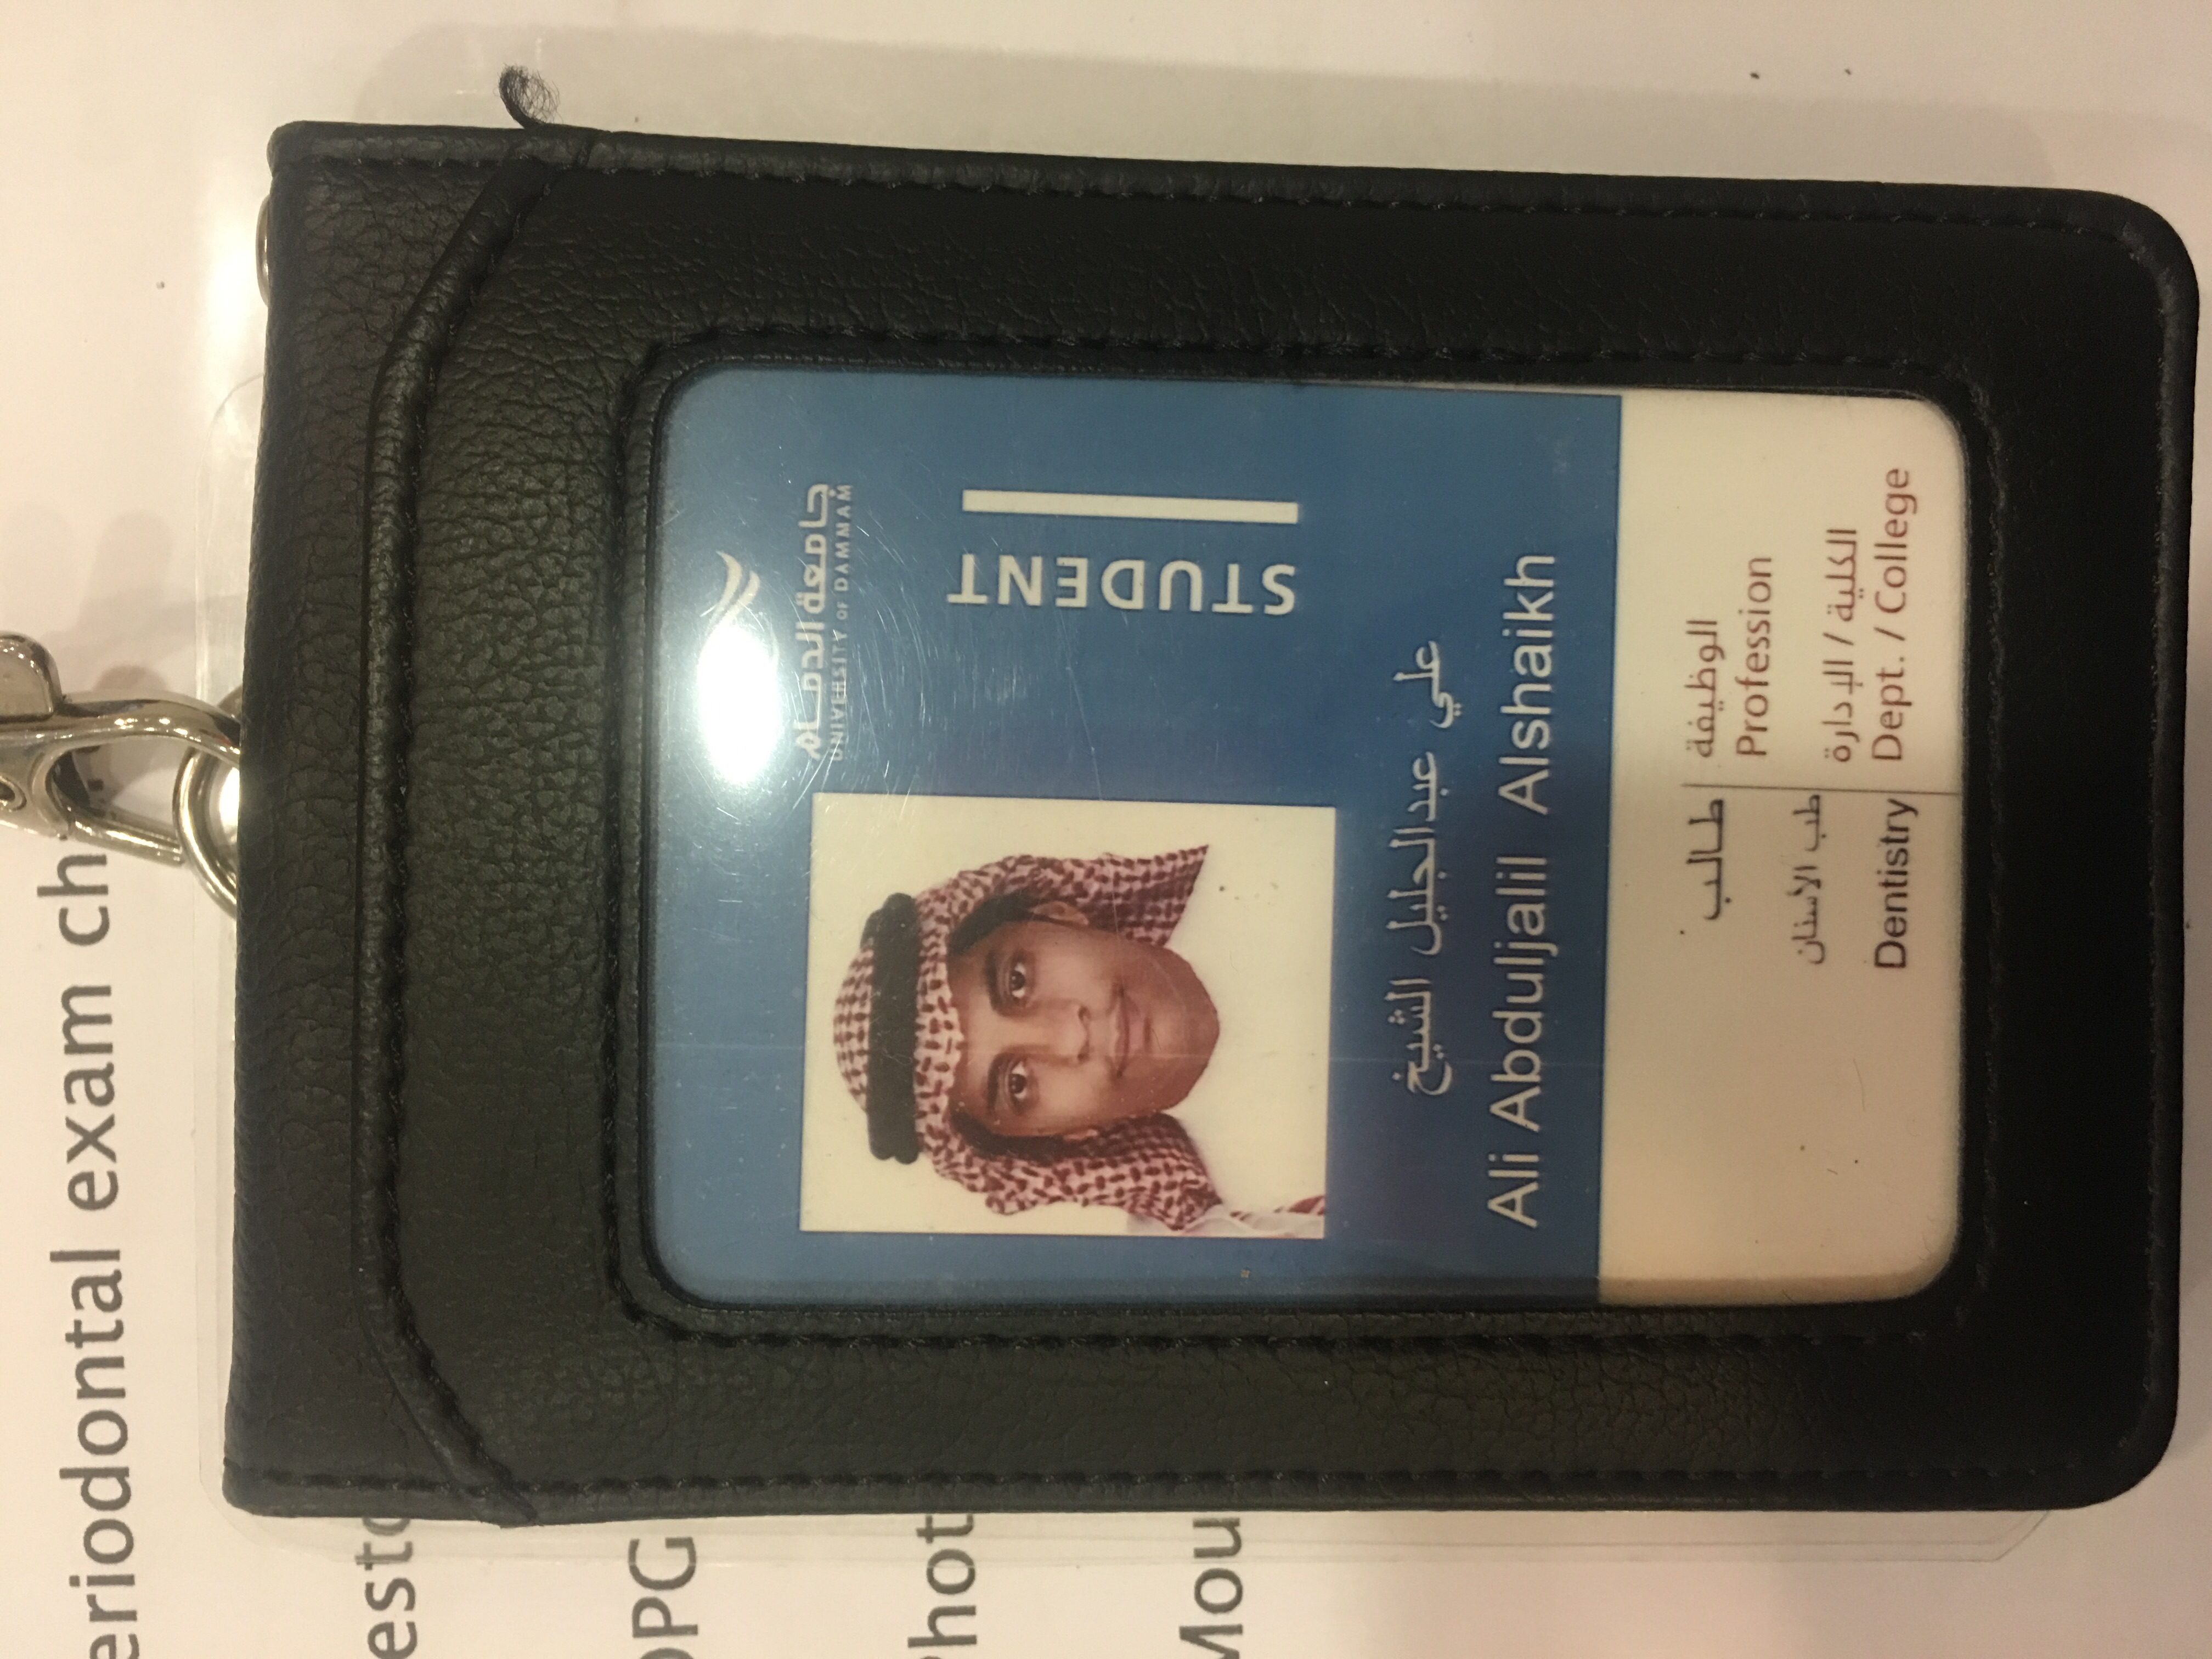 eriodontal exam ch
esto
OPG
Phot
Mou
جامعة الدمام
UNIVERSITY OF DAMMAM
STUDENT
علي عبدالجليل الشيخ
Ali Abduljalil Alshaikh
الوظيفة طالب
Profession
طب الأسنان
الكلية / الإدارة
Dept. / College Dentistry